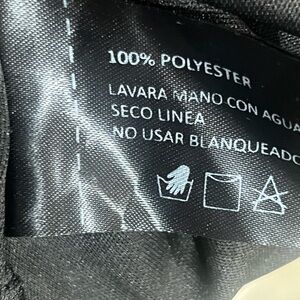 100% POLYESTER
LAVARA MANO CON AGUA
SECO LINEA
NO USAR BLANQUEADO